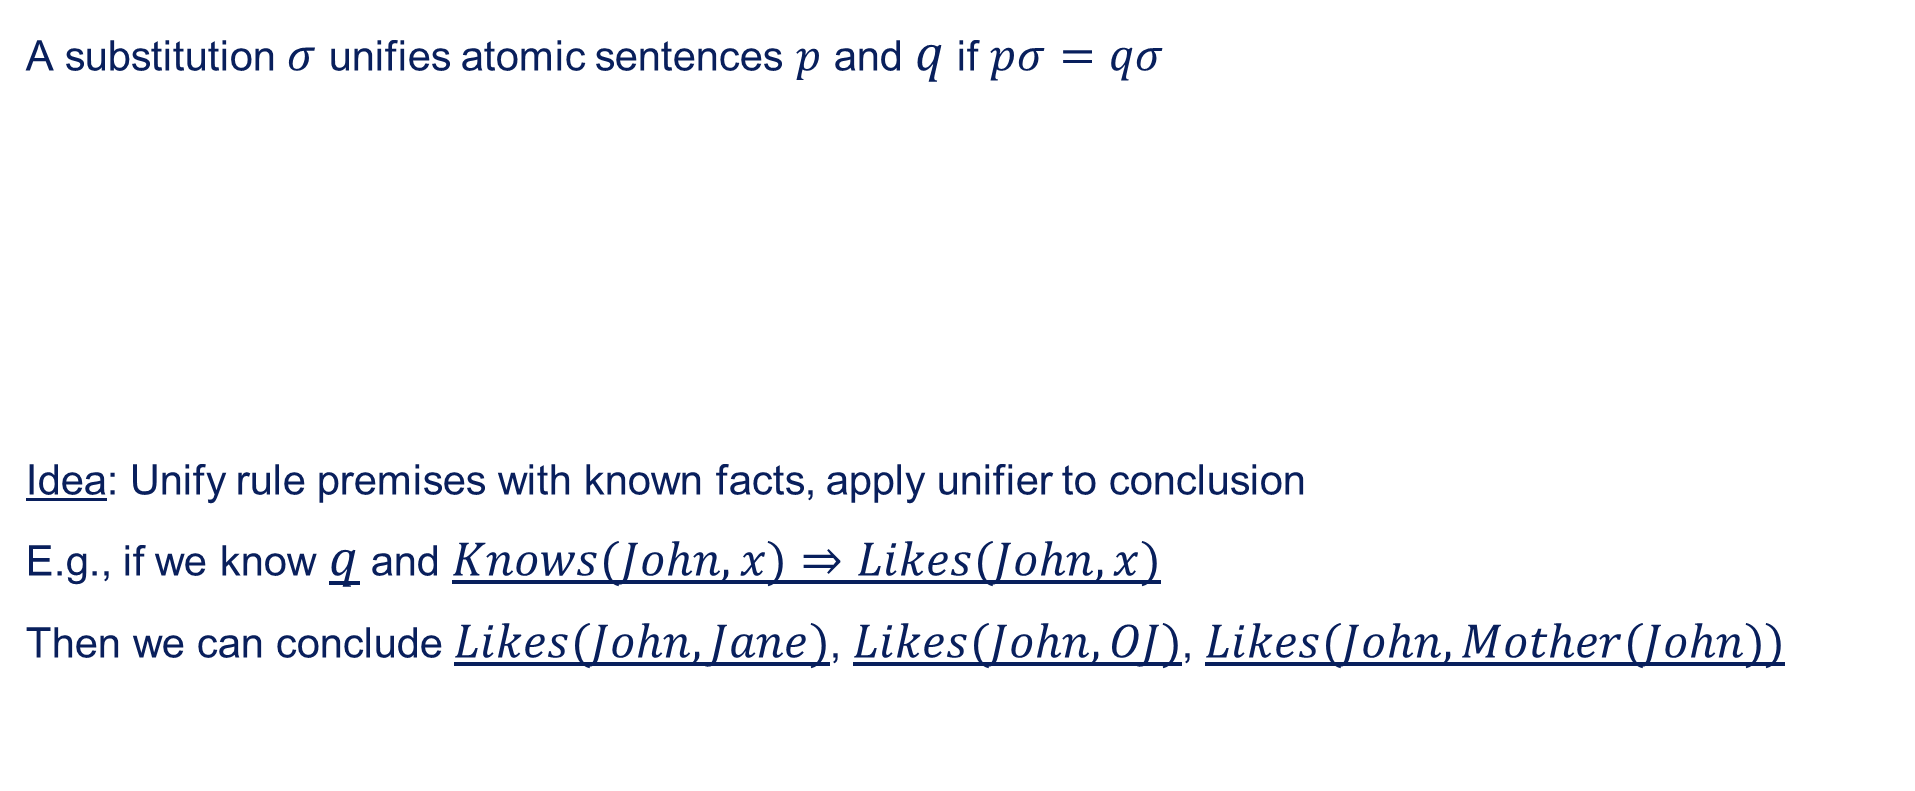 A substitution σ unifies atomic sentences p and q if pσ = qσ
Idea: Unify rule premises with known facts, apply unifier to conclusion
E.g., if we know q and Knows(John, x) ⇒ Likes(John, x)
Then we can conclude Likes(John, Jane), Likes(John, OJ), Likes(John, Mother(John))